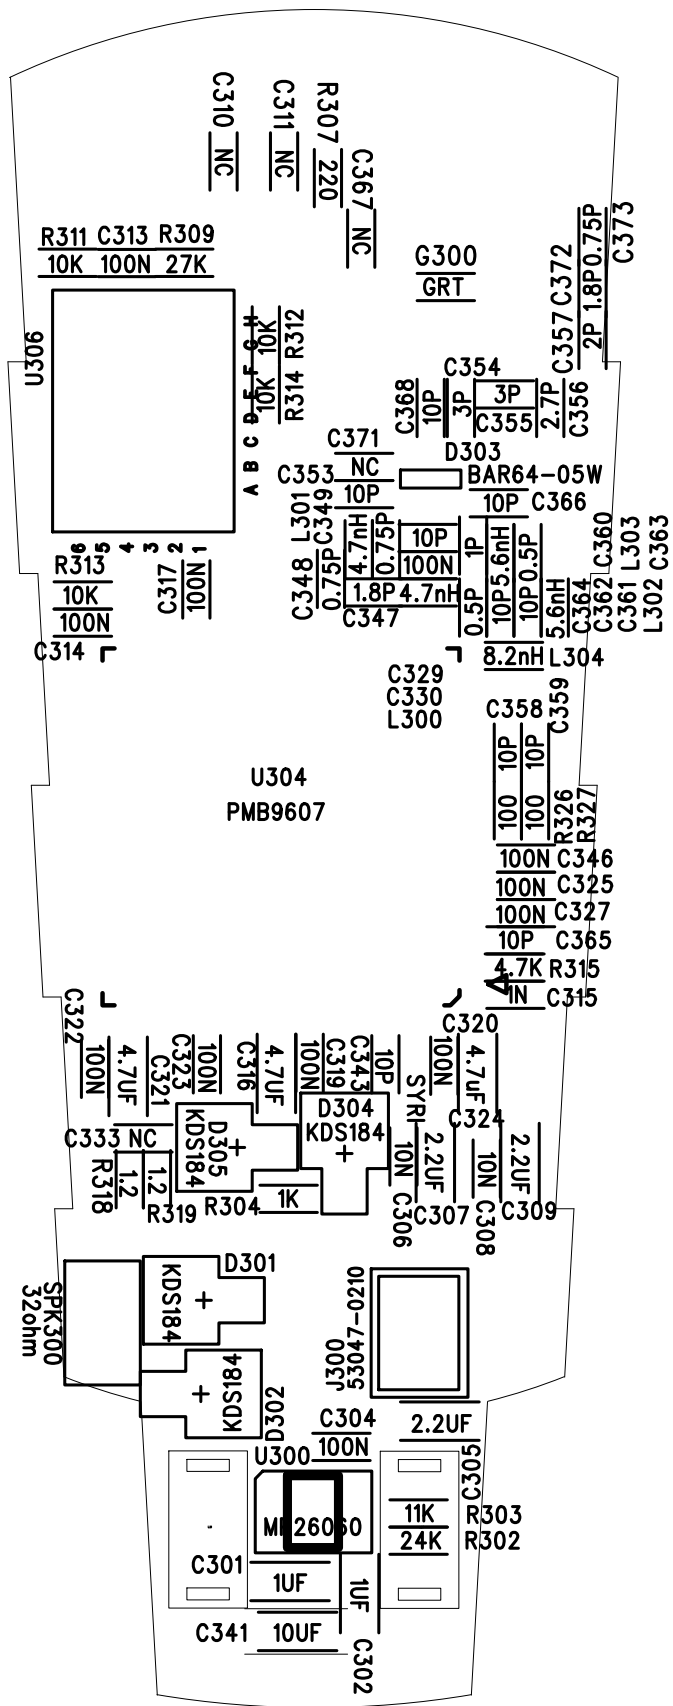 C310
NC
C311
NC
R307
220
C367
NC
R311 C313 R309
10K 100N 27K
G300
GRT
C373
C372
C357
0.75P
1.8P
2P
U306
A B C D E F G H
6 5 4 3 2 1
10K
R312
10K
R314
C354
C368
10P
3P
3P
C355
2.7P
C356
C371
NC
C353
10P
D303
BAR64-05W
10P
C366
L301
C349
C348
0.75P
4.7nH
0.75P
10P
100N
1.8P
4.7nH
C347
1P
0.5P
5.6nH
10P
0.5P
10P
5.6nH
C360
L303
C363
C364
C362
C361
L302
8.2nH L304
R313
10K
100N
C314
C317
100N
C329
C330
L300
C358
C359
10P
10P
100
100
R326
R327
U304
PMB9607
100N C346
100N C325
100N C327
10P C365
4.7K R315
1N C315
C320
C322
100N
4.7UF
C321
C323
100N
C316
4.7UF
100N
C319
C343
10P
SYRI
100N
4.7uF
C324
C333 NC
R318
1.2
1.2
R319
KDS184
D305
D304
KDS184
R304
1K
10N
C306
2.2UF
C307
10N
C308
2.2UF
C309
SPK300
32ohm
KDS184
D301
KDS184
D302
J300
53047-0210
C304
100N
2.2UF
C305
U300
11K R303
24K R302
C301
1UF
1UF
C302
C341
10UF